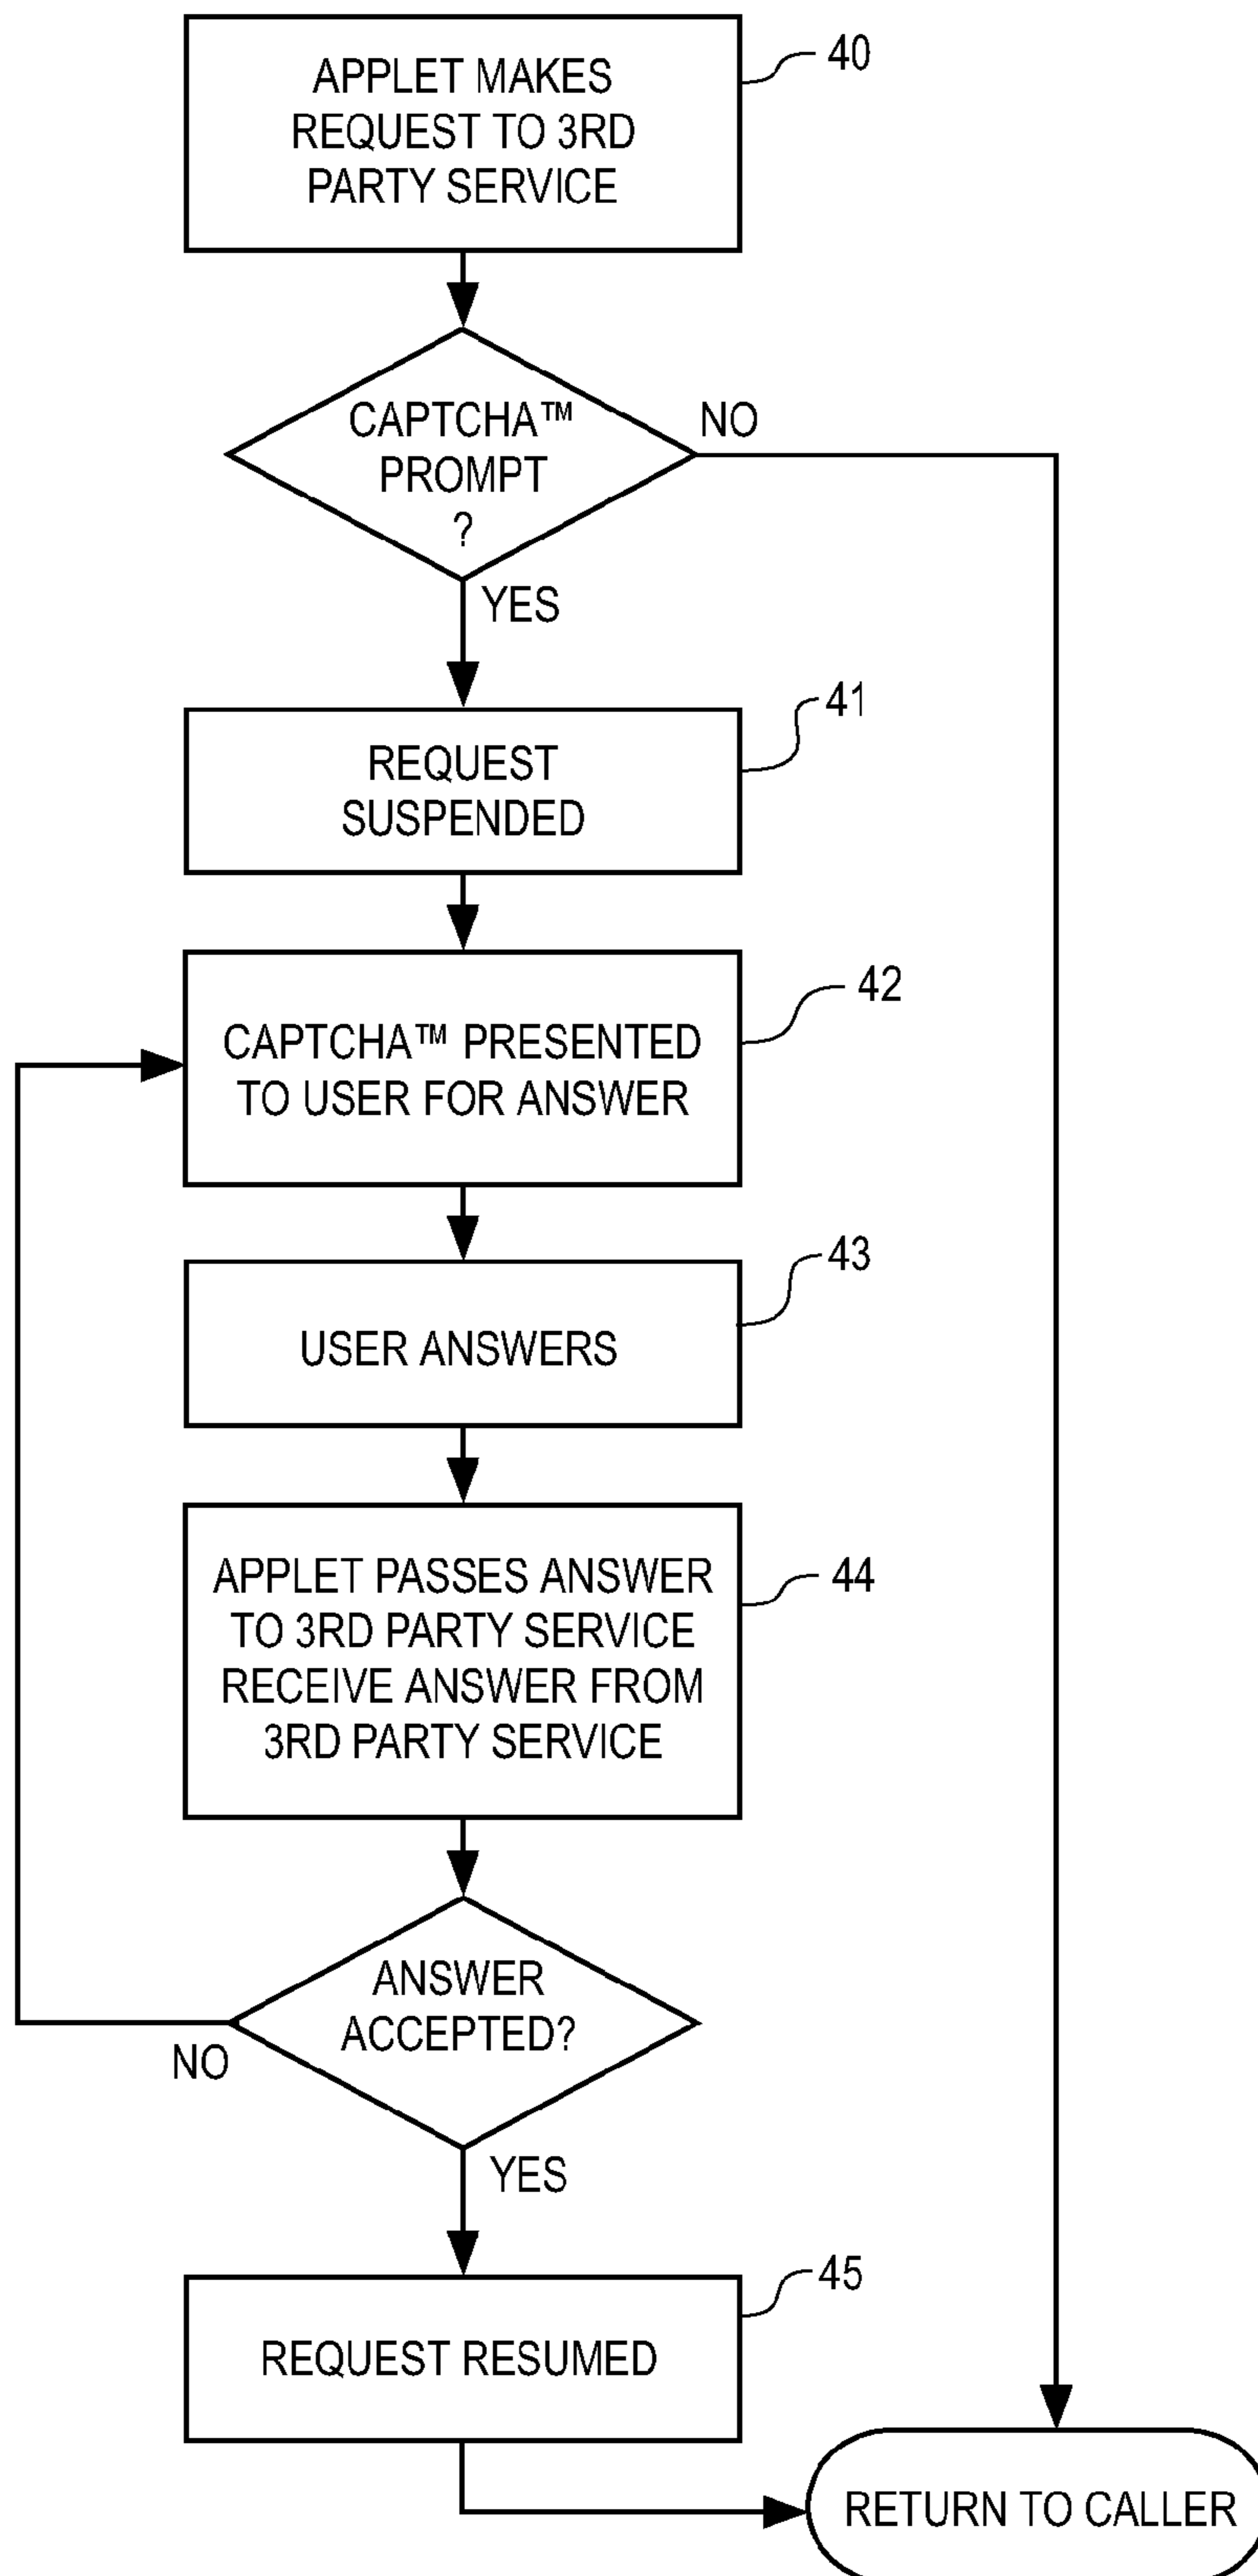 APPLET MAKES
REQUEST TO 3RD
PARTY SERVICE
40
CAPTCHA™
PROMPT
?
NO
YES
41
REQUEST
SUSPENDED
42
CAPTCHA™ PRESENTED
TO USER FOR ANSWER
43
USER ANSWERS
44
APPLET PASSES ANSWER
TO 3RD PARTY SERVICE
RECEIVE ANSWER FROM
3RD PARTY SERVICE
ANSWER
ACCEPTED?
NO
YES
45
REQUEST RESUMED
RETURN TO CALLER